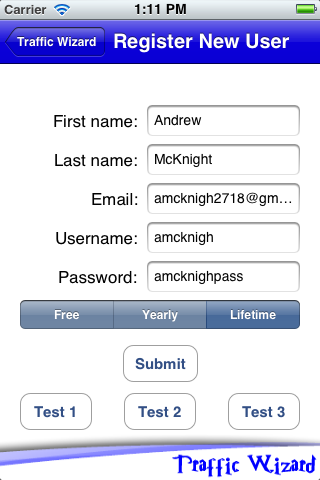 Carrier 1:11 PM
Traffic Wizard Register New User
First name: Andrew
Last name: McKnight
Email: amcknigh2718@gm...
Username: amcknigh
Password: amcknighpass
Free Yearly Lifetime
Submit
Test 1 Test 2 Test 3
Traffic Wizard